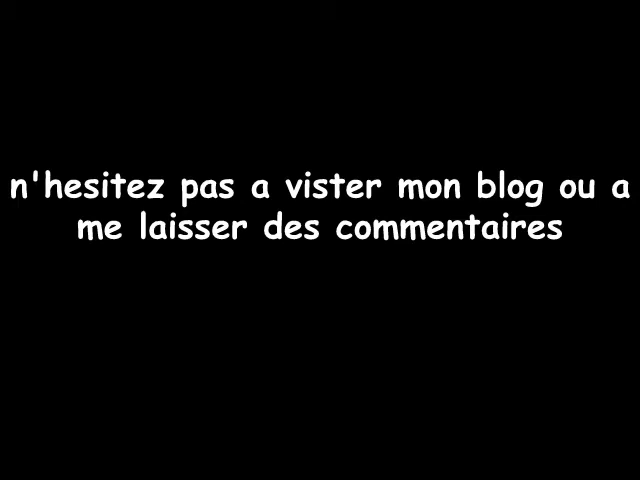 n'hesitez pas a vister mon blog ou a
me laisser des commentaires